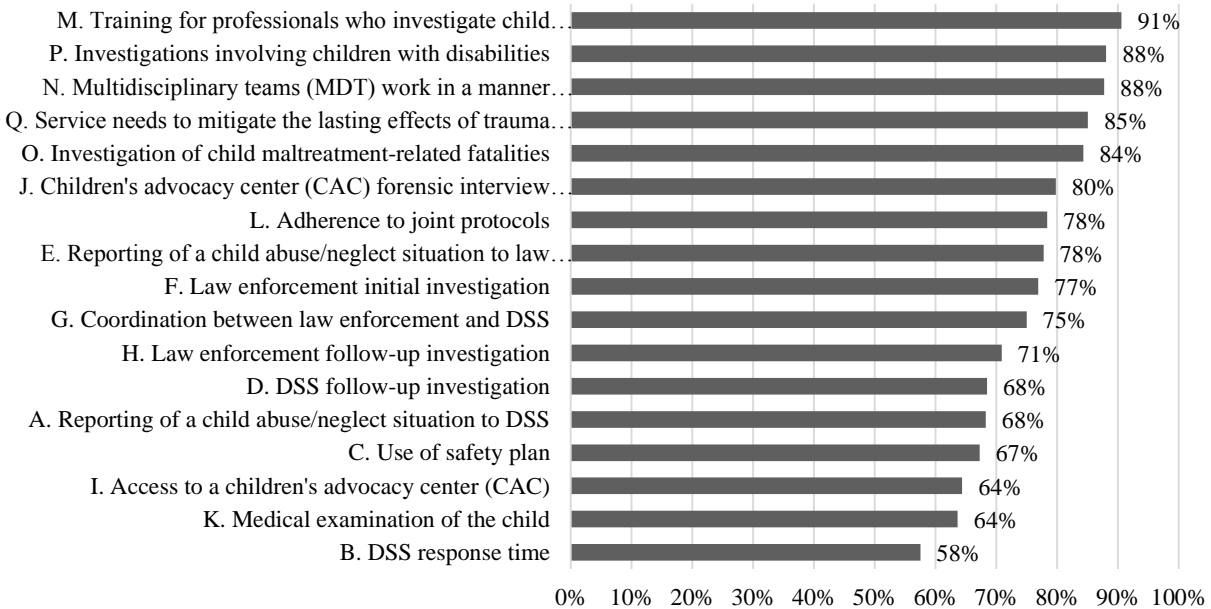 M. Training for professionals who investigate child… 91%
P. Investigations involving children with disabilities 88%
N. Multidisciplinary teams (MDT) work in a manner… 88%
Q. Service needs to mitigate the lasting effects of trauma… 85%
O. Investigation of child maltreatment-related fatalities 84%
J. Children's advocacy center (CAC) forensic interview… 80%
L. Adherence to joint protocols 78%
E. Reporting of a child abuse/neglect situation to law… 78%
F. Law enforcement initial investigation 77%
G. Coordination between law enforcement and DSS 75%
H. Law enforcement follow-up investigation 71%
D. DSS follow-up investigation 68%
A. Reporting of a child abuse/neglect situation to DSS 68%
C. Use of safety plan 67%
I. Access to a children's advocacy center (CAC) 64%
K. Medical examination of the child 64%
B. DSS response time 58%
0% 10% 20% 30% 40% 50% 60% 70% 80% 90% 100%